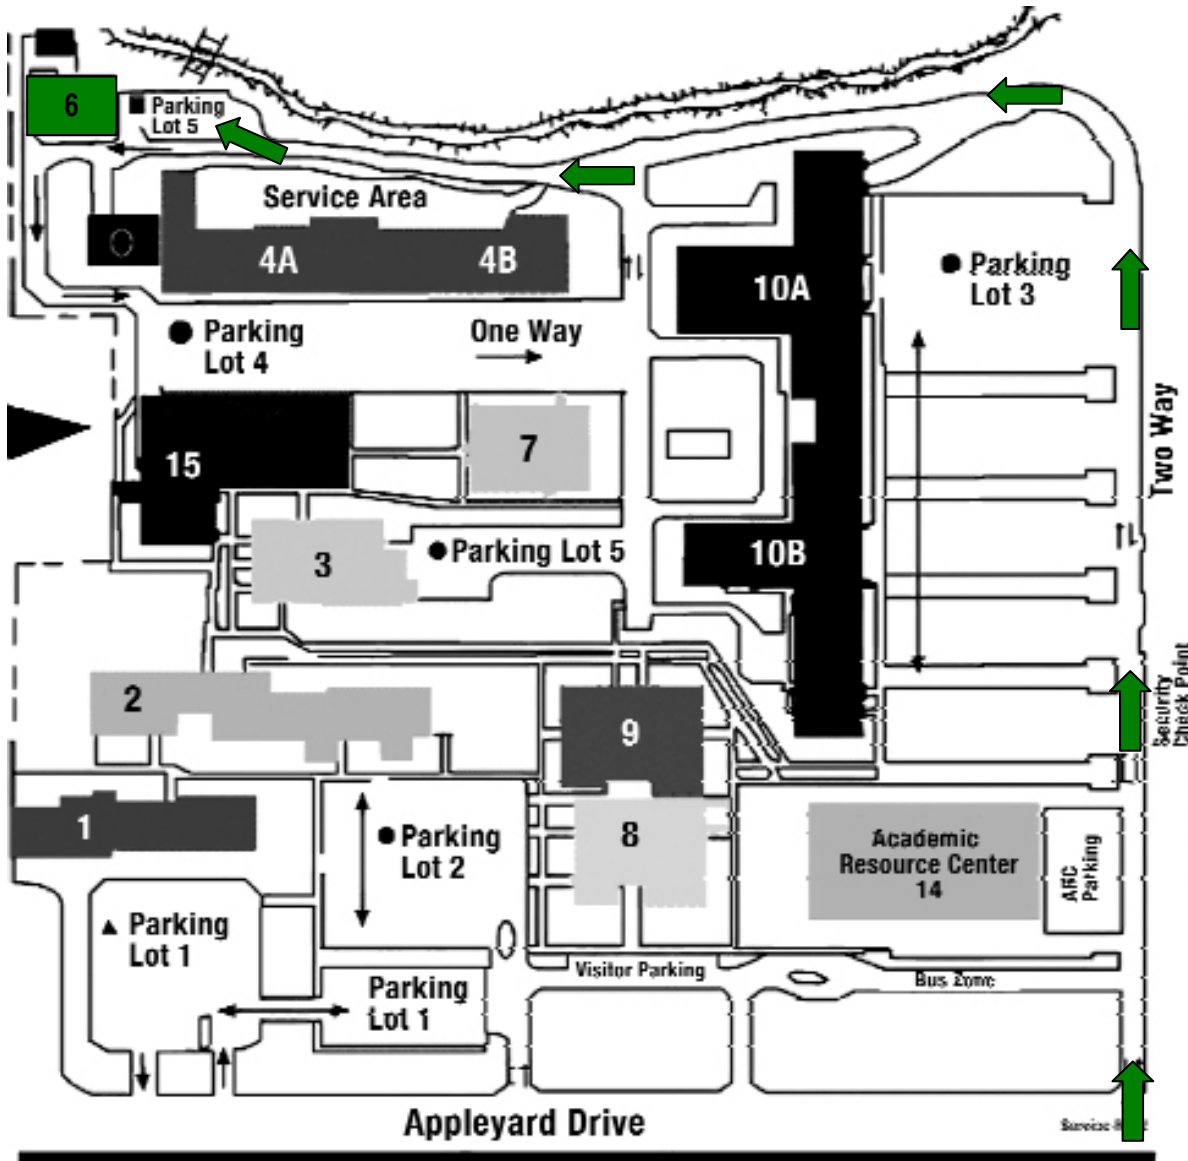 6
Parking
Lot 5
Service Area
4A
4B
10A
Parking
Lot 3
Parking
Lot 4
One Way
Two Way
15
7
3
Parking Lot 5
10B
Security
Check Point
2
9
1
Parking
Lot 2
8
Academic
Resource Center
14
ARC
Parking
Parking
Lot 1
Visitor Parking
Bus Zone
Parking
Lot 1
Appleyard Drive
Service